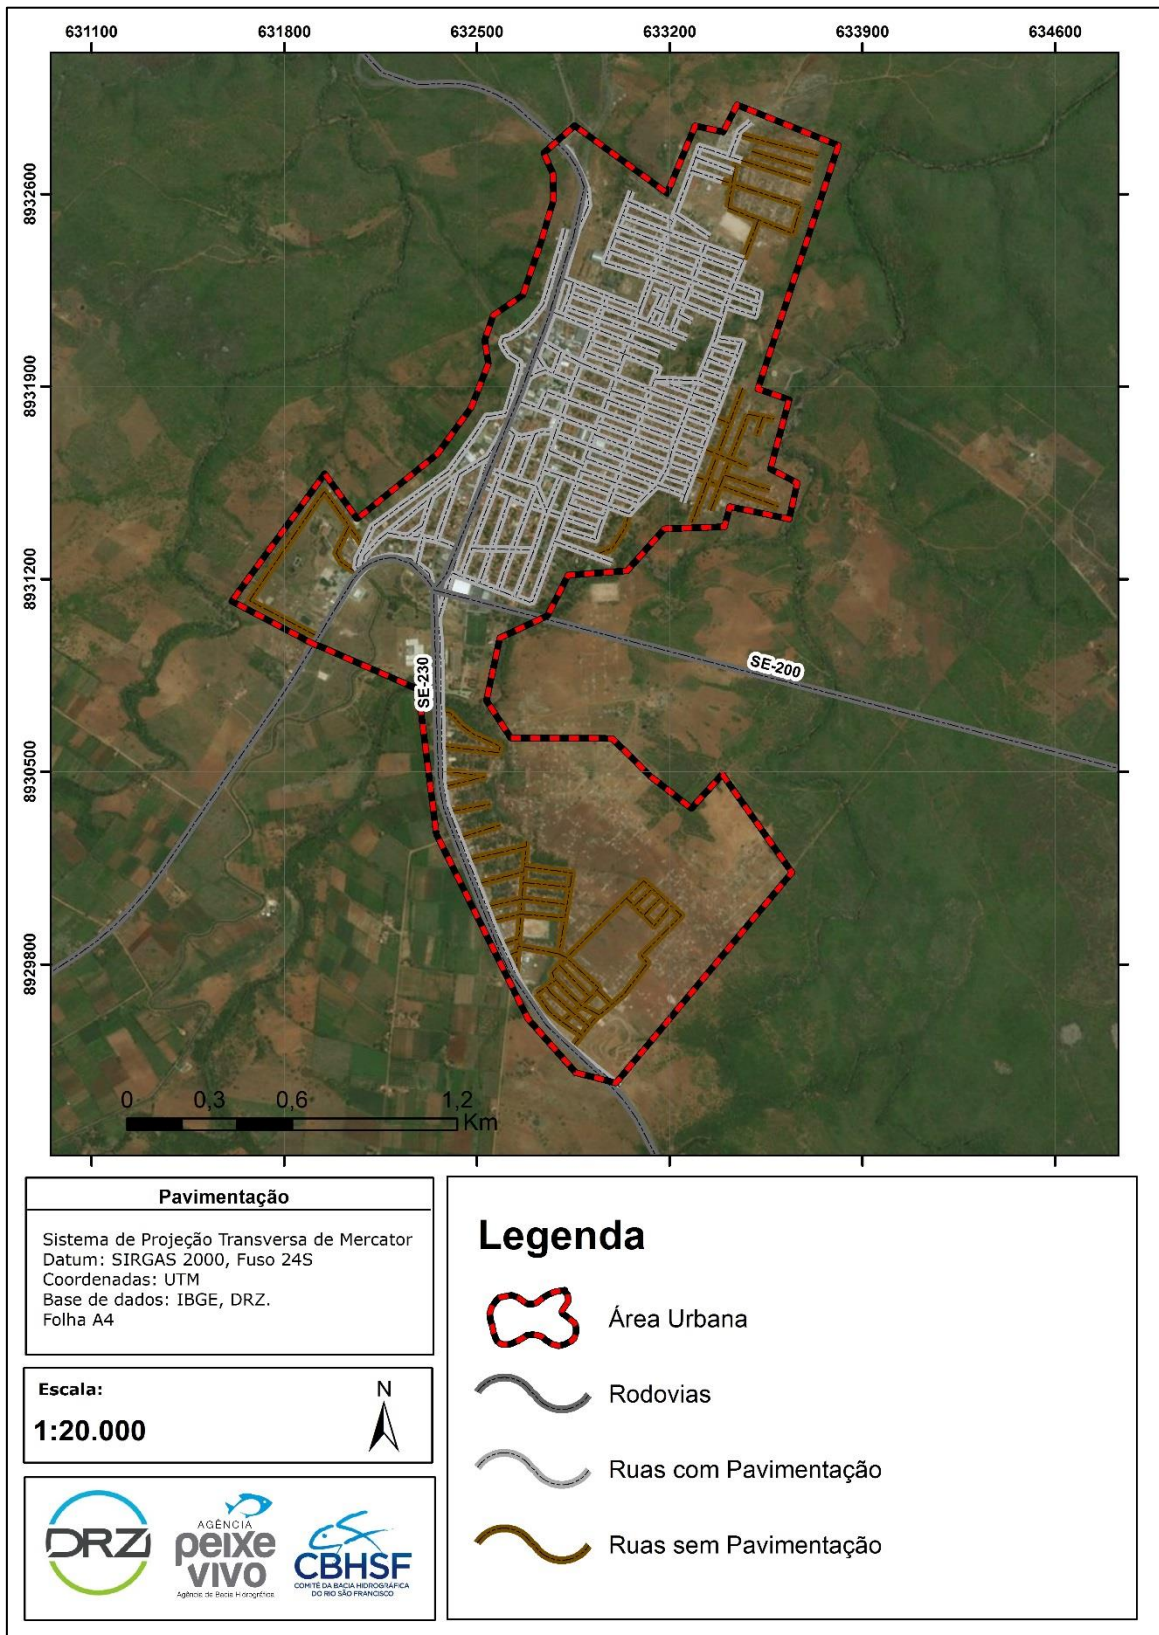 631100 631800 632500 633200 633900 634600
8932600
8931900
8931200
8930500
8929800
SE-200
SE-230
0 0,3 0,6 1,2
Km
Pavimentação
Sistema de Projeção Transversa de Mercator
Datum: SIRGAS 2000, Fuso 24S
Coordenadas: UTM
Base de dados: IBGE, DRZ.
Folha A4
Escala:
1:20.000
N
DRZ
AGÊNCIA
peixe
vivo
Agência de Bacia Hidrográfica
CBHSF
COMITÊ DA BACIA HIDROGRÁFICA
DO RIO SÃO FRANCISCO
Legenda
Área Urbana
Rodovias
Ruas com Pavimentação
Ruas sem Pavimentação